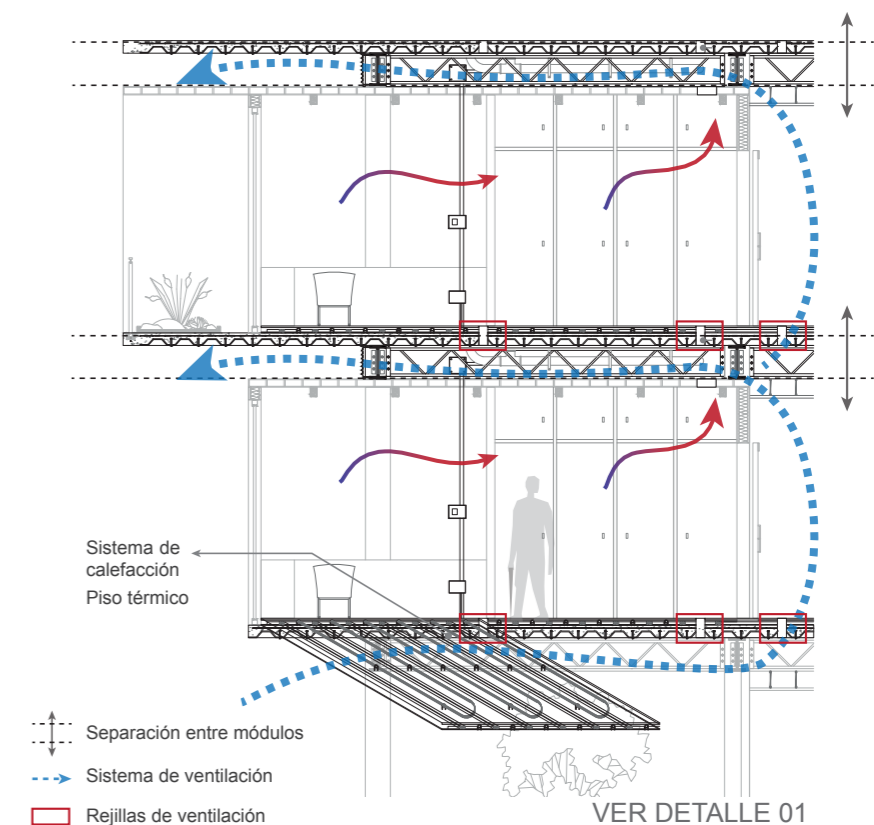 Sistema de
calefacción
Piso térmico
Separación entre módulos
Sistema de ventilación
Rejillas de ventilación
VER DETALLE 01